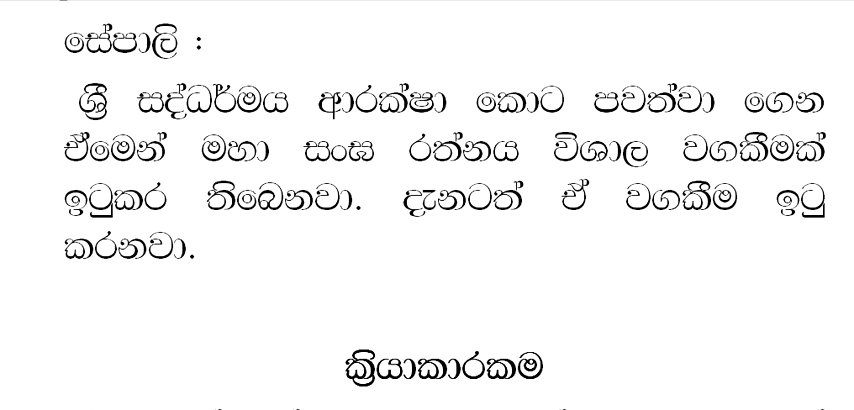 සේපාලි :
ශ්‍රී සද්ධර්මය ආරක්ෂා කොට පවත්වා ගෙන
ඒමෙන් මහා සංඝ රත්නය විශාල වගකීමක්
ඉටුකර තිබෙනවා. දැනටත් ඒ වගකීම ඉටු
කරනවා.
ක්‍රියාකාරකම